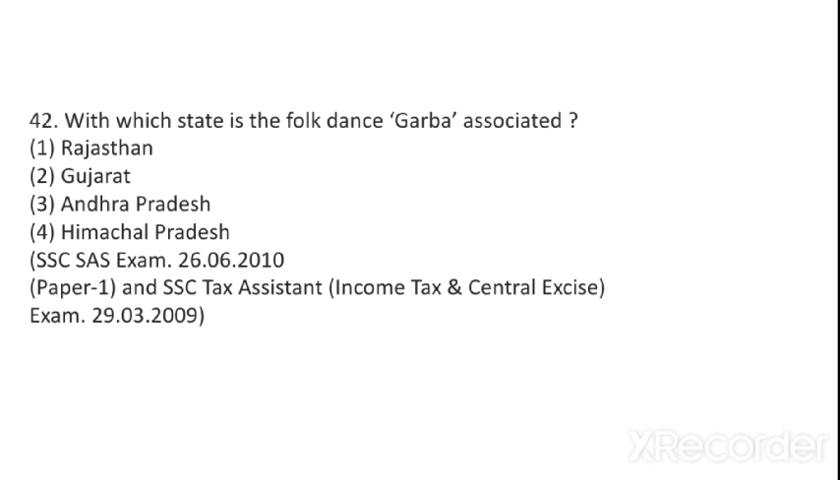 42. With which state is the folk dance ‘Garba’ associated ?
(1) Rajasthan
(2) Gujarat
(3) Andhra Pradesh
(4) Himachal Pradesh
(SSC SAS Exam. 26.06.2010
(Paper-1) and SSC Tax Assistant (Income Tax & Central Excise)
Exam. 29.03.2009)
XRecorder